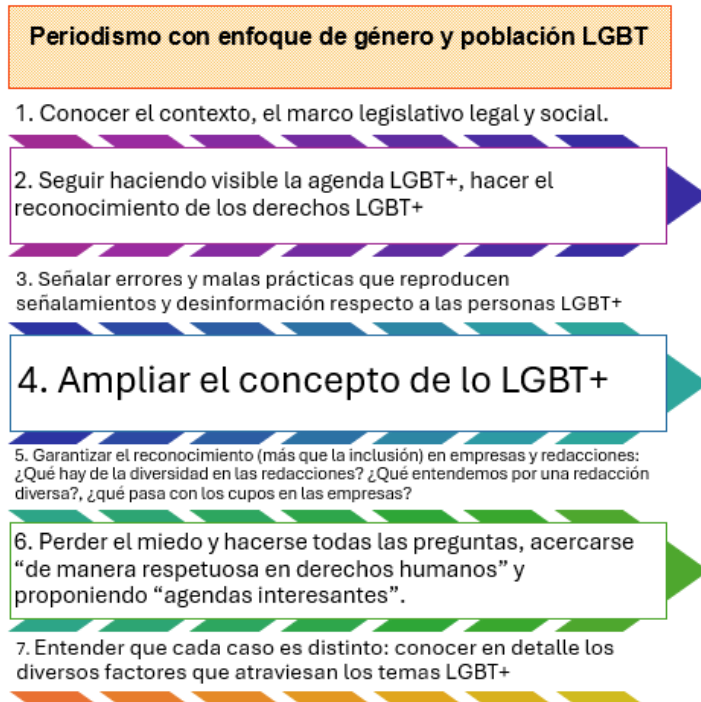 Periodismo con enfoque de género y población LGBT
1. Conocer el contexto, el marco legislativo legal y social.
2. Seguir haciendo visible la agenda LGBT+, hacer el
reconocimiento de los derechos LGBT+
3. Señalar errores y malas prácticas que reproducen
señalamientos y desinformación respecto a las personas LGBT+
4. Ampliar el concepto de lo LGBT+
5. Garantizar el reconocimiento (más que la inclusión) en empresas y redacciones:
¿Qué hay de la diversidad en las redacciones? ¿Qué entendemos por una redacción
diversa?, ¿qué pasa con los cupos en las empresas?
6. Perder el miedo y hacerse todas las preguntas, acercarse
“de manera respetuosa en derechos humanos” y
proponiendo “agendas interesantes”.
7. Entender que cada caso es distinto: conocer en detalle los
diversos factores que atraviesan los temas LGBT+